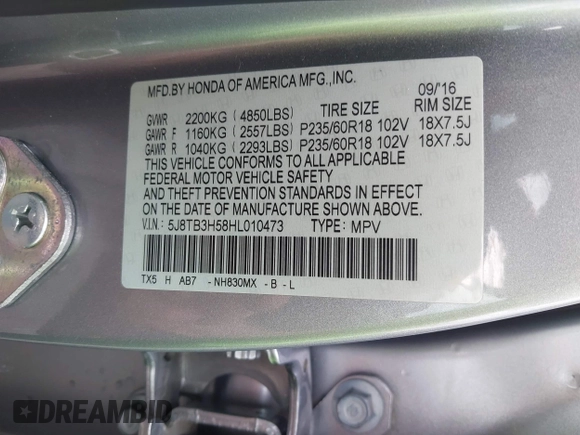 MFD.BY HONDA OF AMERICA MFG.,INC. 09/'16
GVWR 2200KG ( 4850LBS) TIRE SIZE RIM SIZE
GAWR F 1160KG ( 2557LBS) P235/60R18 102V 18X7.5J
GAWR R 1040KG ( 2293LBS) P235/60R18 102V 18X7.5J
THIS VEHICLE CONFORMS TO ALL APPLICABLE
FEDERAL MOTOR VEHICLE SAFETY
AND THEFT PREVENTION STANDARDS IN EFFECT
ON THE DATE OF MANUFACTURE SHOWN ABOVE.
V.I.N.: 5J8TB3H58HL010473 TYPE: MPV
TX5 H AB7 -NH830MX -B -L
DREAMBID